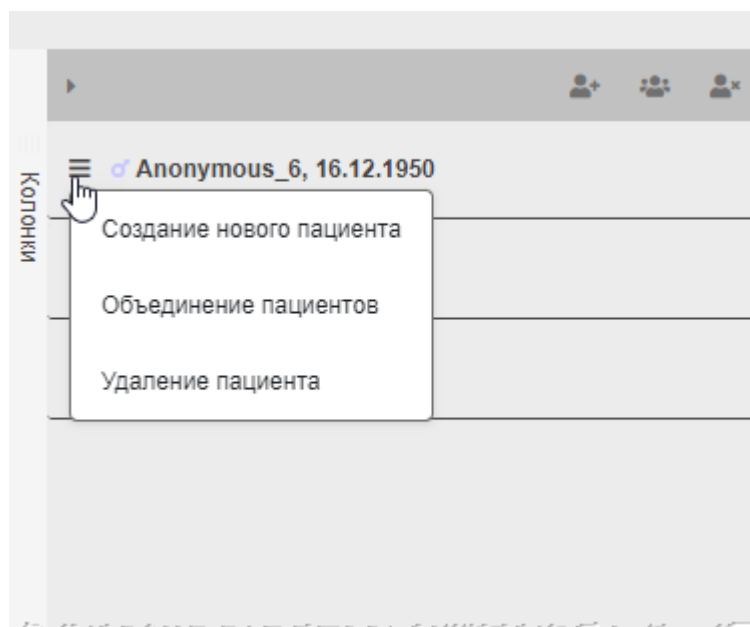 Колонки
Anonymous_6, 16.12.1950
Создание нового пациента
Объединение пациентов
Удаление пациента